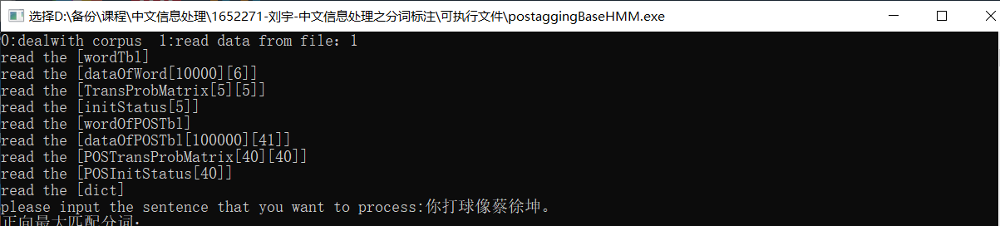 选择D:\备份\课程\中文信息处理\1652271-刘宇-中文信息处理之分词标注\可执行文件\postaggingBaseHMM.exe
0:dealwith corpus  1:read data from file: 1
read the [wordTbl]
read the [dataOfWord[10000][6]]
read the [TransProbMatrix[5][5]]
read the [initStatus[5]]
read the [wordOfPOSTbl]
read the [dataOfPOSTbl[100000][41]]
read the [POSTransProbMatrix[40][40]]
read the [POSInitStatus[40]]
read the [dict]
please input the sentence that you want to process:你打球像蔡徐坤。
正向最大匹配分词: